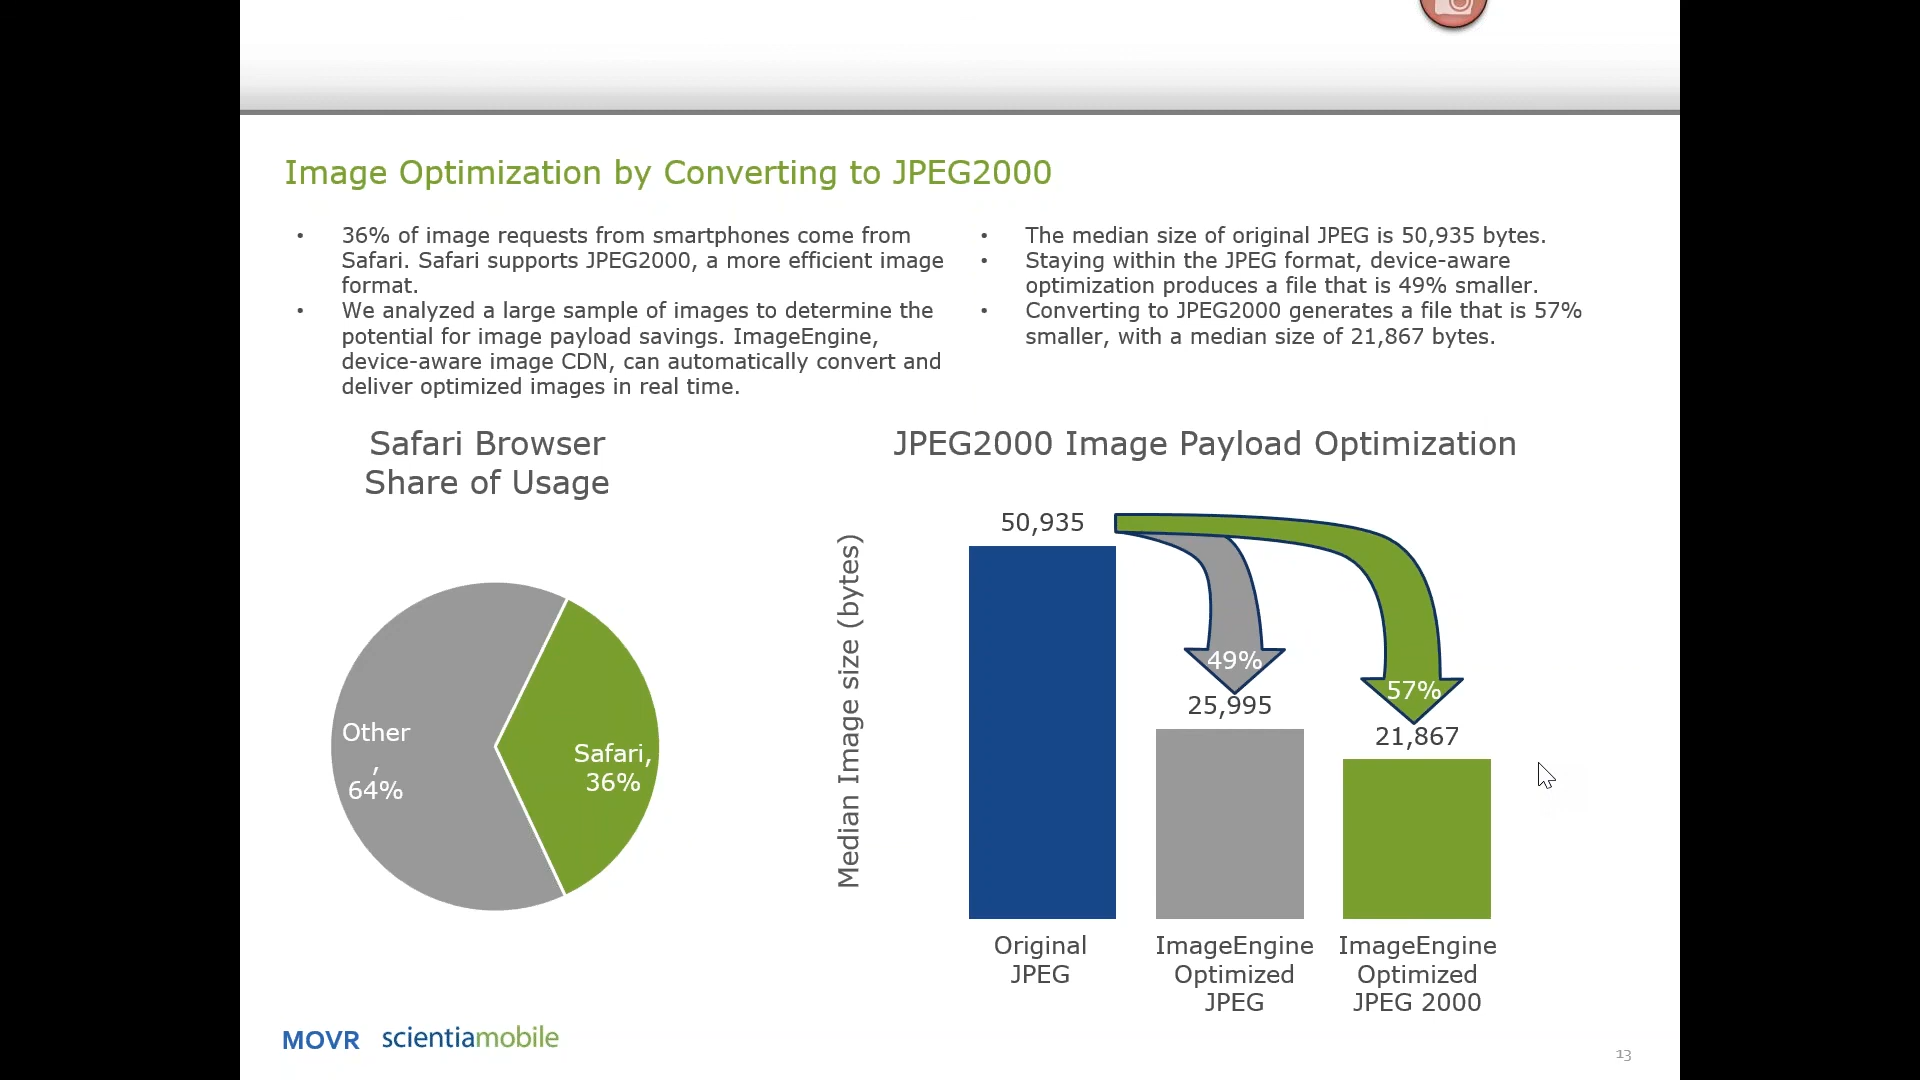 Image Optimization by Converting to JPEG2000
• 36% of image requests from smartphones come from
Safari. Safari supports JPEG2000, a more efficient image
format.
• We analyzed a large sample of images to determine the
potential for image payload savings. ImageEngine,
device-aware image CDN, can automatically convert and
deliver optimized images in real time.
• The median size of original JPEG is 50,935 bytes.
• Staying within the JPEG format, device-aware
optimization produces a file that is 49% smaller.
• Converting to JPEG2000 generates a file that is 57%
smaller, with a median size of 21,867 bytes.
Safari Browser
Share of Usage
Other
,
64%
Safari,
36%
JPEG2000 Image Payload Optimization
Median Image size (bytes)
50,935
49%
25,995
57%
21,867
Original
JPEG
ImageEngine
Optimized
JPEG
ImageEngine
Optimized
JPEG 2000
MOVR scientiamobile
13